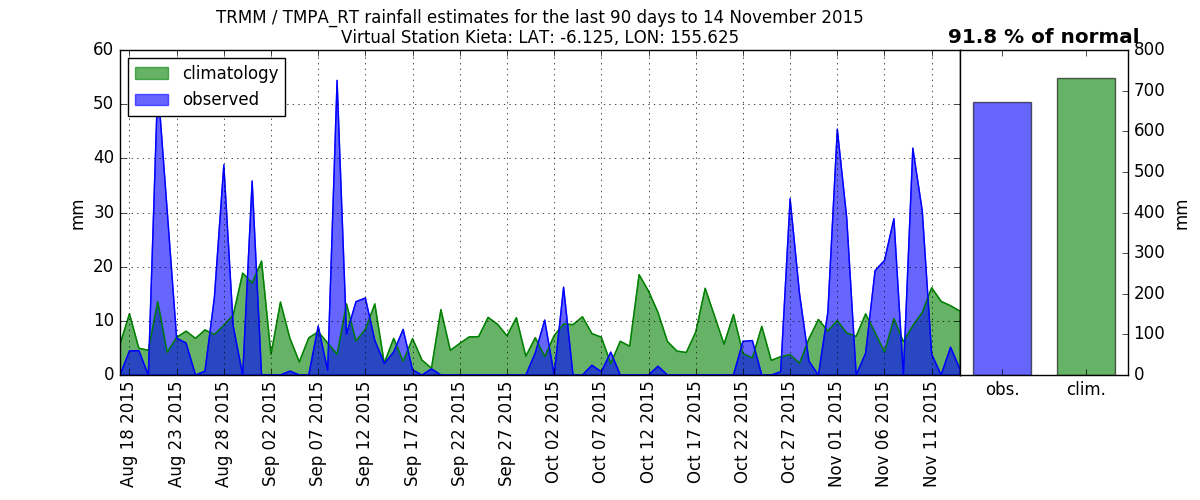 TRMM / TMPA_RT rainfall estimates for the last 90 days to 14 November 2015
Virtual Station Kieta: LAT: -6.125, LON: 155.625
91.8 % of normal
climatology
observed
60
50
40
30
20
10
0
mm
800
700
600
500
400
300
200
100
0
mm
Aug 18 2015
Aug 23 2015
Aug 28 2015
Sep 02 2015
Sep 07 2015
Sep 12 2015
Sep 17 2015
Sep 22 2015
Sep 27 2015
Oct 02 2015
Oct 07 2015
Oct 12 2015
Oct 17 2015
Oct 22 2015
Oct 27 2015
Nov 01 2015
Nov 06 2015
Nov 11 2015
obs.
clim.